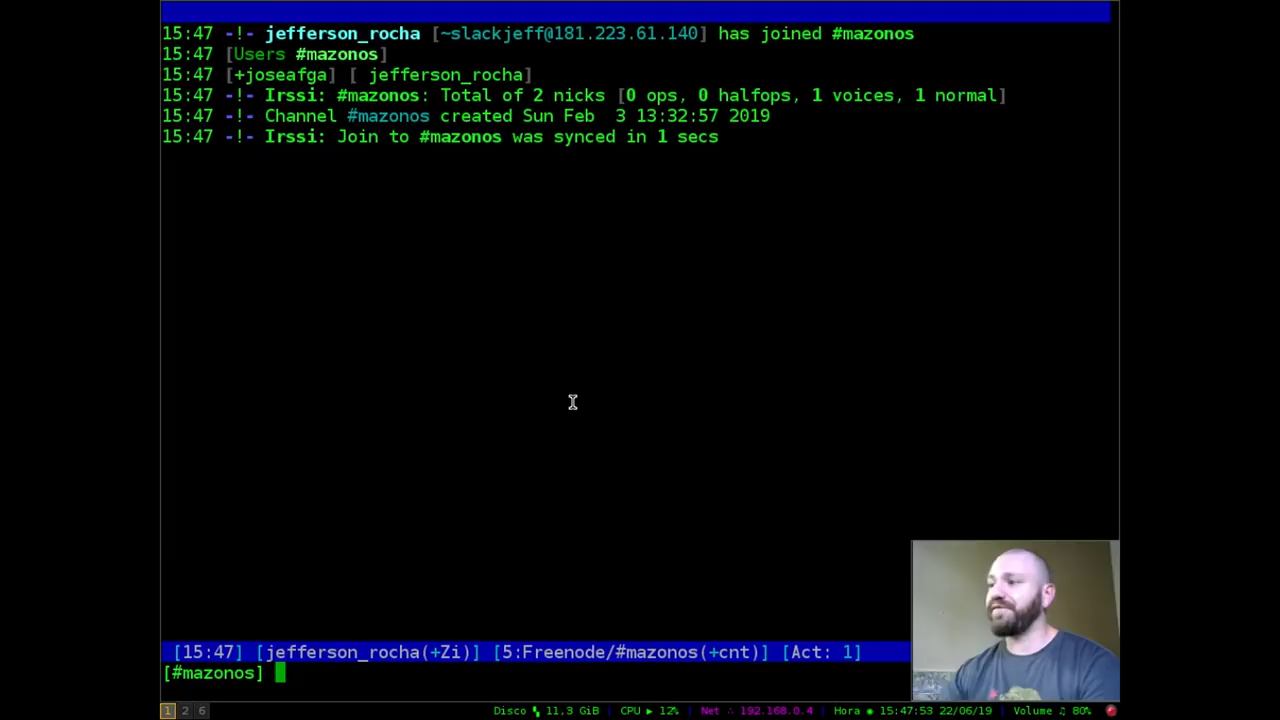 15:47 -!- jefferson_rocha [~slackjeff@181.223.61.140] has joined #mazonos
15:47 [Users #mazonos]
15:47 [+joseafga] [ jefferson_rocha]
15:47 -!- Irssi: #mazonos: Total of 2 nicks [0 ops, 0 halfops, 1 voices, 1 normal]
15:47 -!- Channel #mazonos created Sun Feb  3 13:32:57 2019
15:47 -!- Irssi: Join to #mazonos was synced in 1 secs
[15:47] [jefferson_rocha(+Zi)] [5:Freenode/#mazonos(+cnt)] [Act: 1]
[#mazonos]
1 2 6 Disco 11,3 GiB | CPU ▶ 12% | Net ∴ 192.168.0.4 | Hora ◉ 15:47:53 22/06/19 | Volume ♫ 80%